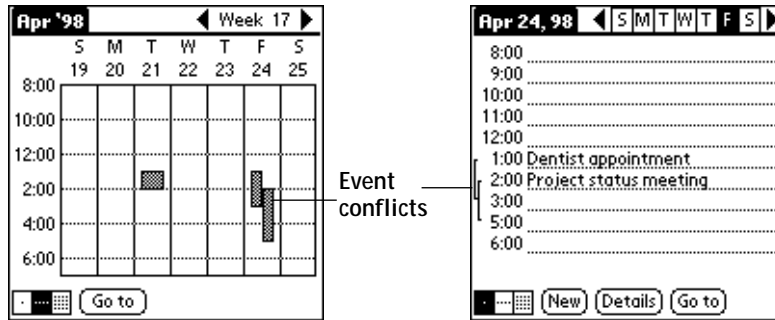 Apr '98 Week 17
S M T W T F S
19 20 21 22 23 24 25
8:00
10:00
12:00
2:00
4:00
6:00
Go to
Event
conflicts
Apr 24, 98 S M T W T F S
8:00
9:00
10:00
11:00
12:00
1:00 Dentist appointment
2:00 Project status meeting
3:00
5:00
6:00
New Details Go to